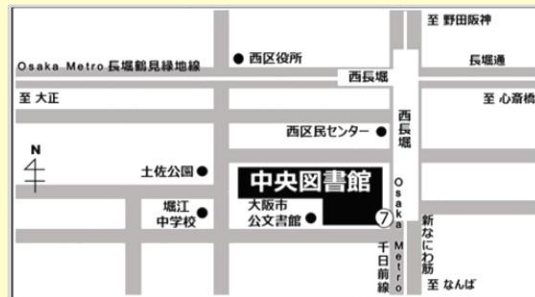 至 野田阪神
西区役所
長堀通
Osaka Metro 長堀鶴見緑地線
西長堀
至 大正
至 心斎橋
西区民センター
西長堀
N
土佐公園
中央図書館
堀江
中学校
大阪市
公文書館
⑦
Osaka Metro
千日前線
新なにわ筋
至 なんば